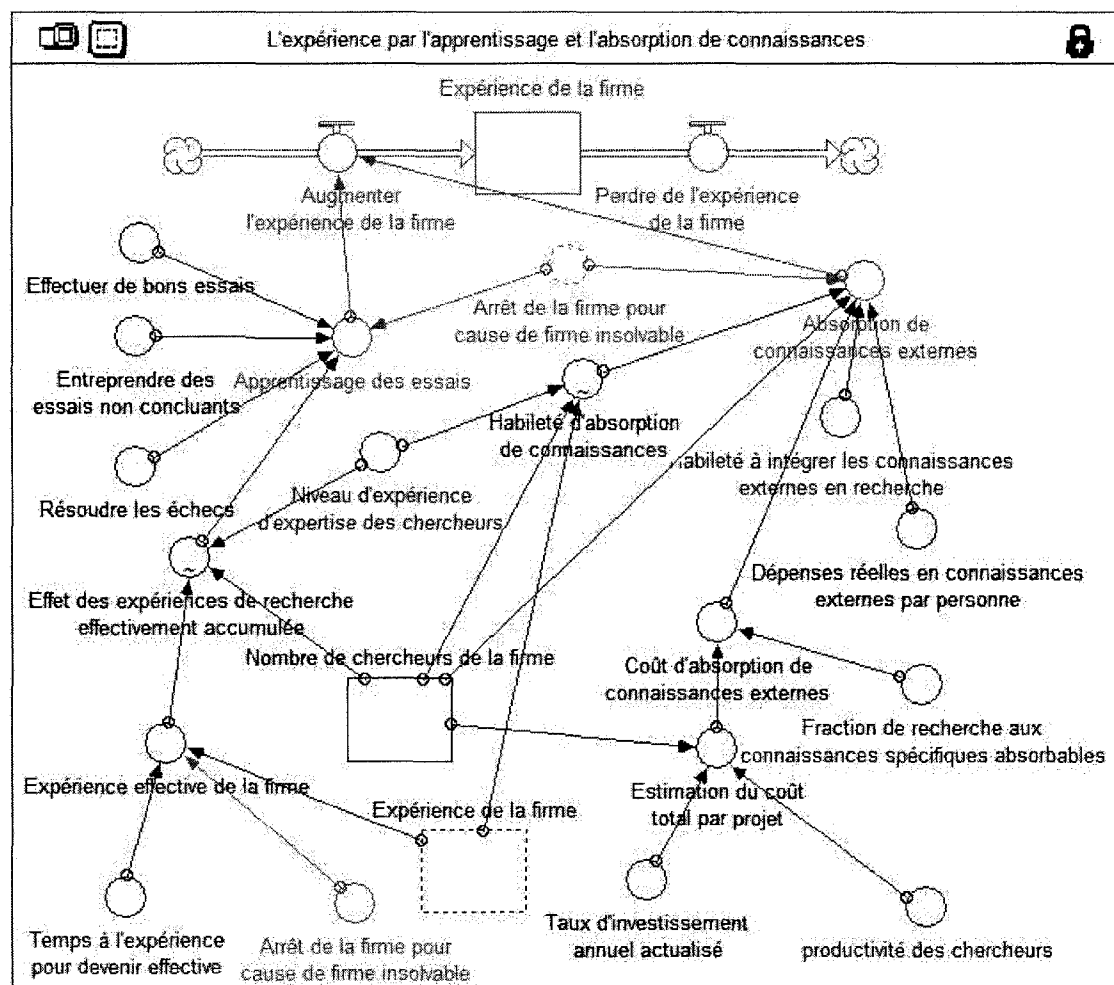 L'expérience par l'apprentissage et l'absorption de connaissances
Expérience de la firme
Augmenter
l'expérience de la firme
Perdre de l'expérience
de la firme
Effectuer de bons essais
Arrêt de la firme pour
cause de firme insolvable
Absorption de
connaissances externes
Entreprendre des
essais non concluants
Apprentissage des essais
Habileté d'absorption
de connaissances
Habileté à intégrer les connaissances
externes en recherche
Résoudre les échecs
Niveau d'expérience
d'expertise des chercheurs
Dépenses réelles en connaissances
externes par personne
Effet des expériences de recherche
effectivement accumulée
Nombre de chercheurs de la firme
Coût d'absorption de
connaissances externes
Fraction de recherche aux
connaissances spécifiques absorbables
Expérience effective de la firme
Expérience de la firme
Estimation du coût
total par projet
Temps à l'expérience
pour devenir effective
Arrêt de la firme pour
cause de firme insolvable
Taux d'investissement
annuel actualisé
productivité des chercheurs